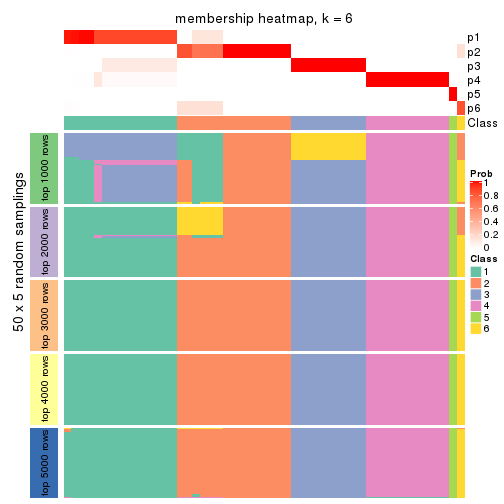 membership heatmap, k = 6
p1
p2
p3
p4
p5
p6
Class
50 x 5 random samplings
top 1000 rows
top 2000 rows
top 3000 rows
top 4000 rows
top 5000 rows
Prob
1
0.8
0.6
0.4
0.2
0
Class
1
2
3
4
5
6